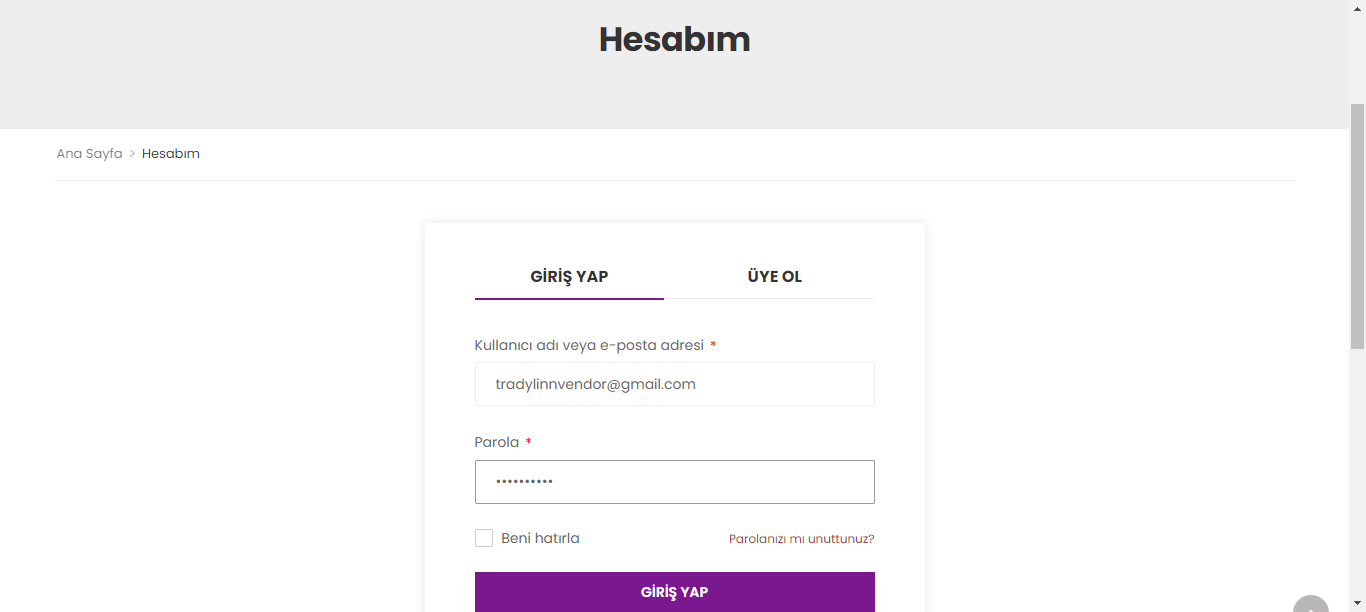 Hesabım
Ana Sayfa > Hesabım
GİRİŞ YAP ÜYE OL
Kullanıcı adı veya e-posta adresi *
tradylinnvendor@gmail.com
Parola *
••••••••••
Beni hatırla Parolanızı mı unuttunuz?
GİRİŞ YAP